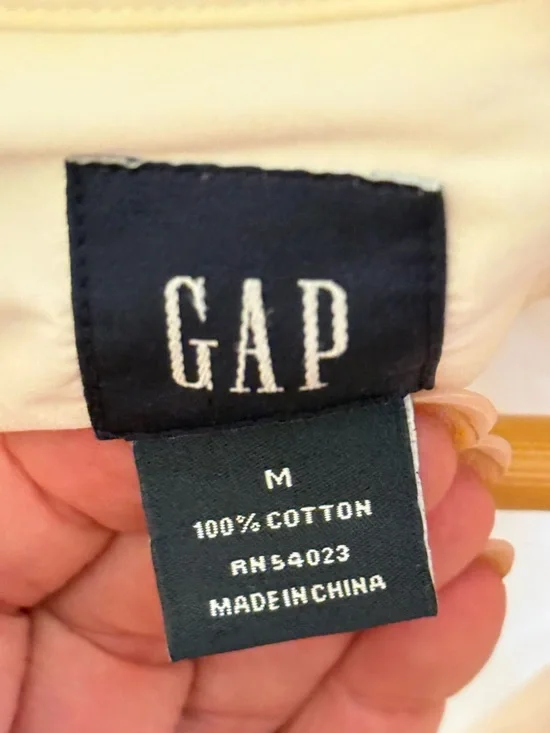 GAP
M
100% COTTON
RN54023
MADE IN CHINA